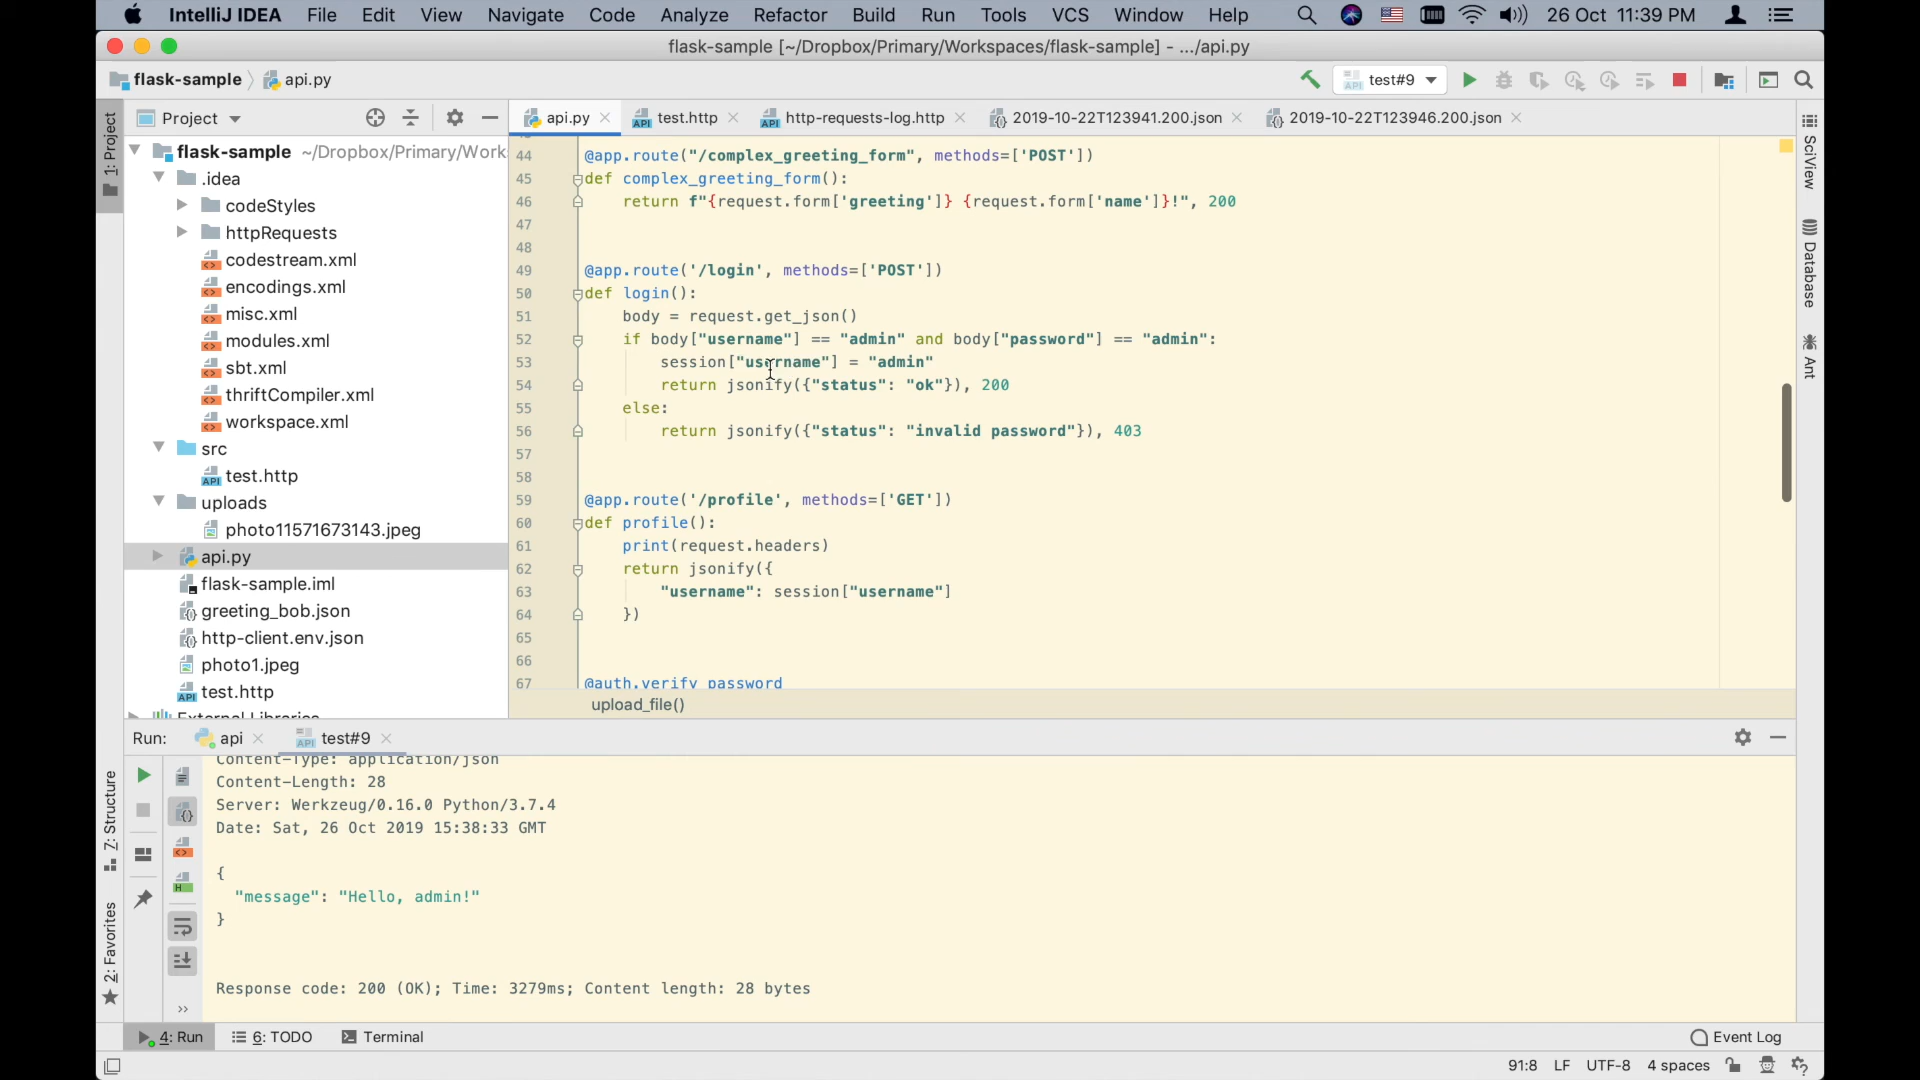 IntelliJ IDEA File Edit View Navigate Code Analyze Refactor Build Run Tools VCS Window Help 26 Oct 11:39 PM
flask-sample [~/Dropbox/Primary/Workspaces/flask-sample] - .../api.py
flask-sample api.py test#9
Project
api.py test.http http-requests-log.http 2019-10-22T123941.200.json 2019-10-22T123946.200.json
1: Project
flask-sample ~/Dropbox/Primary/Work
.idea
codeStyles
httpRequests
codestream.xml
encodings.xml
misc.xml
modules.xml
sbt.xml
thriftCompiler.xml
workspace.xml
src
test.http
uploads
photo11571673143.jpeg
api.py
flask-sample.iml
greeting_bob.json
http-client.env.json
photo1.jpeg
test.http
External Libraries
44 @app.route("/complex_greeting_form", methods=['POST'])
45 def complex_greeting_form():
46 return f"{request.form['greeting']} {request.form['name']}!", 200
47
48
49 @app.route('/login', methods=['POST'])
50 def login():
51 body = request.get_json()
52 if body["username"] == "admin" and body["password"] == "admin":
53 session["username"] = "admin"
54 return jsonify({"status": "ok"}), 200
55 else:
56 return jsonify({"status": "invalid password"}), 403
57
58
59 @app.route('/profile', methods=['GET'])
60 def profile():
61 print(request.headers)
62 return jsonify({
63 "username": session["username"]
64 })
65
66
67 @auth.verify_password
upload_file()
SciView
Database
Ant
Run: api test#9
Content-Type: application/json
Content-Length: 28
Server: Werkzeug/0.16.0 Python/3.7.4
Date: Sat, 26 Oct 2019 15:38:33 GMT
{
"message": "Hello, admin!"
}
Response code: 200 (OK); Time: 3279ms; Content length: 28 bytes
7: Structure
2: Favorites
4: Run 6: TODO Terminal Event Log
91:8 LF UTF-8 4 spaces